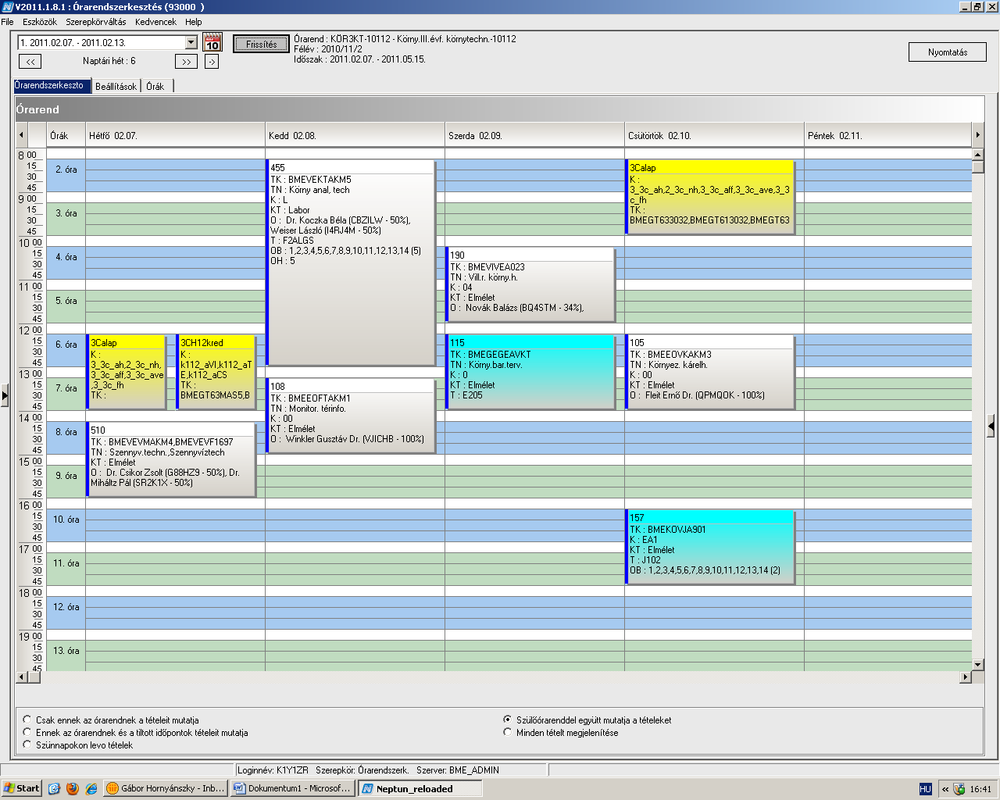 V2011.1.8.1 : Órarendszerkesztés (93000 )
File Eszközök Szerepkörváltás Kedvencek Help
1. 2011.02.07. - 2011.02.13.
10
Frissítés
Órarend : KÖR3KT-10112 - Körny.III.évf. környtechn.-10112
Félév : 2010/11/2
Időszak : 2011.02.07. - 2011.05.15.
Nyomtatás
<< Naptári hét : 6 >> ->
Órarendszerkeszto Beállítások Órák
Órarend
Órák Hétfő 02.07. Kedd 02.08. Szerda 02.09. Csütörtök 02.10. Péntek 02.11.
8 00
15
30
45
9 00
15
30
45
10 00
15
30
45
11 00
15
30
45
12 00
15
30
45
13 00
15
30
45
14 00
15
30
45
15 00
15
30
45
16 00
15
30
45
17 00
15
30
45
18 00
15
30
45
19 00
15
30
45
2. óra
3. óra
4. óra
5. óra
6. óra
7. óra
8. óra
9. óra
10. óra
11. óra
12. óra
13. óra
3Calap
K :
3_3c_ah,2_3c_nh,
3_3c_aff,3_3c_ave
,3_3c_fh
TK :
3CH12kred
K :
k112_aVI,k112_aT
E,k112_aCS
TK :
BMEGT63MAS5,B
510
TK : BMEVEVMAKM4,BMEVEVF1697
TN : Szennyv.techn.,Szennyvíztech
KT : Elmélet
O : Dr. Csikor Zsolt (G88HZ9 - 50%), Dr.
Miháltz Pál (SR2K1X - 50%)
455
TK : BMEVEKTAKM5
TN : Körny anal, tech
K : L
KT : Labor
O : Dr. Koczka Béla (CBZILW - 50%),
Weiser László (I4RJ4M - 50%)
T : F2ALGS
OB : 1,2,3,4,5,6,7,8,9,10,11,12,13,14 (5)
OH : 5
108
TK : BMEEOFTAKM1
TN : Monitor. térinfo.
K : 00
KT : Elmélet
O : Winkler Gusztáv Dr. (VJICHB - 100%)
190
TK : BMEVIVEA023
TN : Vill.r. körny.h.
K : 04
KT : Elmélet
O : Novák Balázs (BQ4STM - 34%),
115
TK : BMEGEGEAVKT
TN : Körny.bar.terv.
K : 0
KT : Elmélet
T : E205
3Calap
K :
3_3c_ah,2_3c_nh,3_3c_aff,3_3c_ave,3_3
c_fh
TK :
BMEGT633032,BMEGT613032,BMEGT63
105
TK : BMEEOVKAKM3
TN : Környez. kárelh.
K : 00
KT : Elmélet
O : Fleit Ernő Dr. (QPMQOK - 100%)
157
TK : BMEKOVJA901
K : EA1
KT : Elmélet
T : J102
OB : 1,2,3,4,5,6,7,8,9,10,11,12,13,14 (2)
Csak ennek az órarendnek a tételeit mutatja
Ennek az órarendnek és a tiltott időpontok tételeit mutatja
Szünnapokon levo tételek
Szülőórarenddel együtt mutatja a tételeket
Minden tételt megjelenítése
Loginnév: K1Y1ZR Szerepkör: Órarendszerk. Szerver: BME_ADMIN
Start Gábor Hornyánszky - Inb... Dokumentum1 - Microsof... Neptun_reloaded HU « 16:41